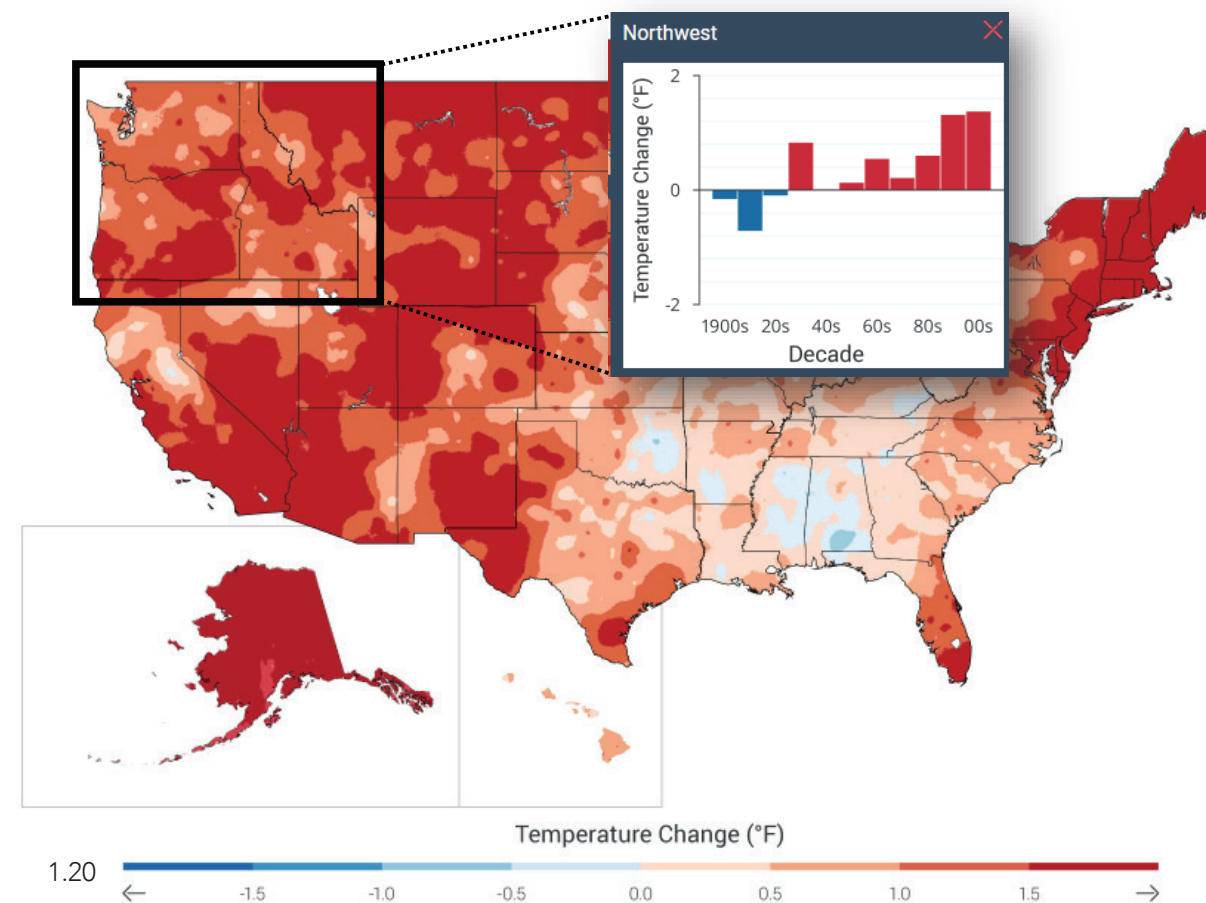 Northwest
Temperature Change (°F)
2
0
-2
1900s 20s 40s 60s 80s 00s
Decade
Temperature Change (°F)
1.20
← -1.5 -1.0 -0.5 0.0 0.5 1.0 1.5 →